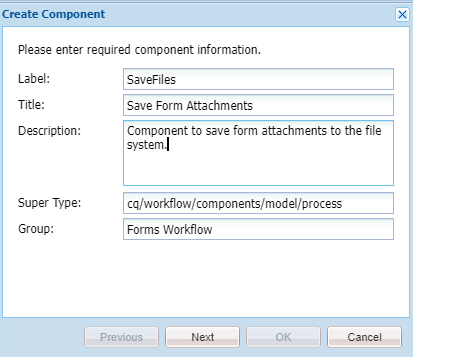 Create Component
Please enter required component information.
Label: SaveFiles
Title: Save Form Attachments
Description: Component to save form attachments to the file
system.
Super Type: cq/workflow/components/model/process
Group: Forms Workflow
Previous Next OK Cancel